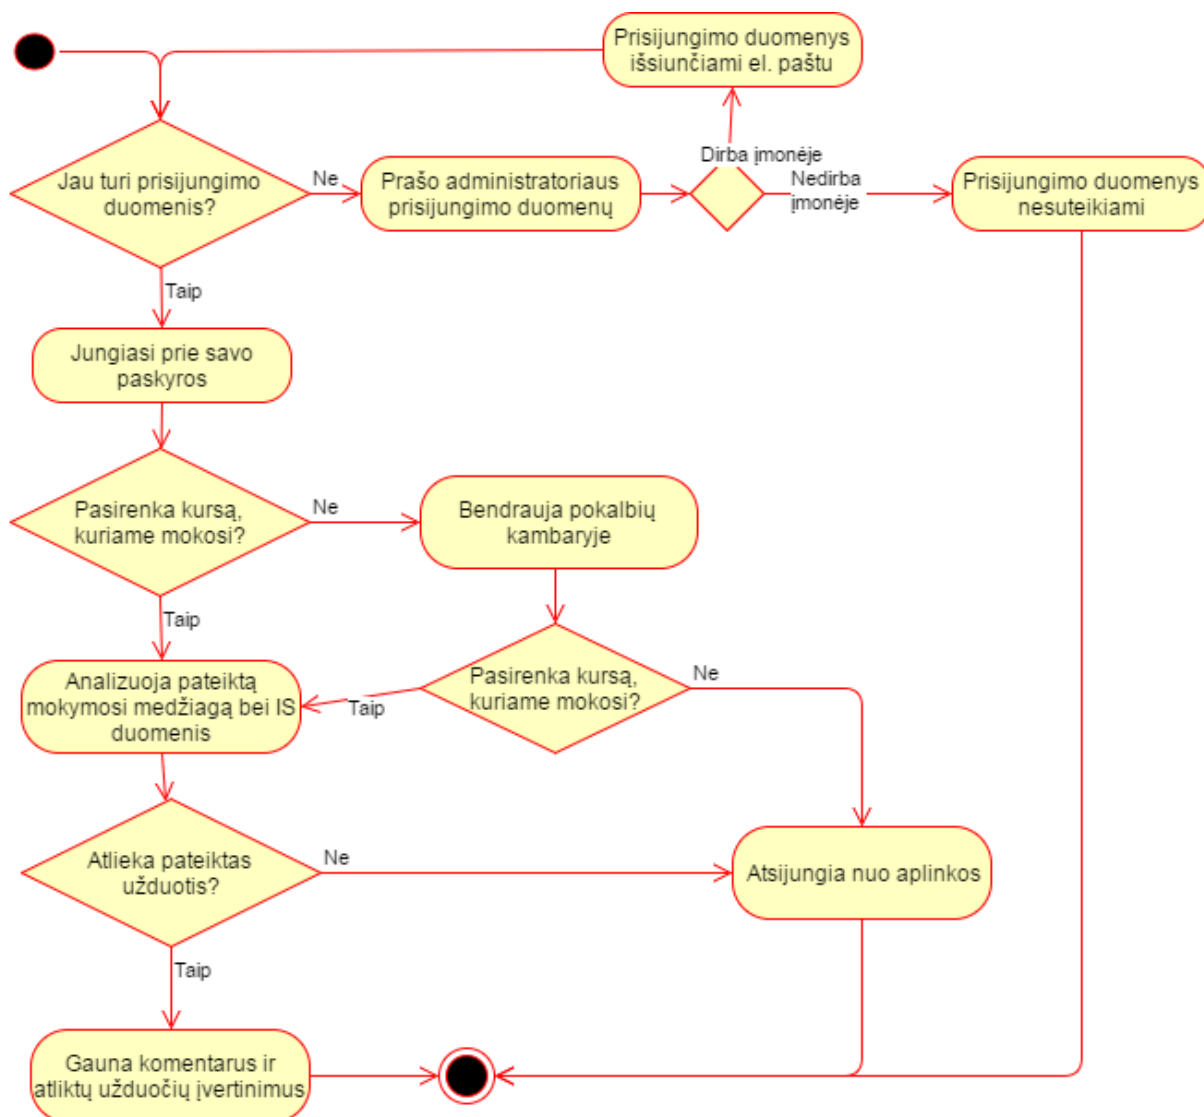 Prisijungimo duomenys
išsiunčiami el. paštu
Dirba įmonėje
Jau turi prisijungimo
duomenis?
Ne
Prašo administratoriaus
prisijungimo duomenų
Nedirba
įmonėje
Prisijungimo duomenys
nesuteikiami
Taip
Jungiasi prie savo
paskyros
Pasirenka kursą,
kuriame mokosi?
Ne
Bendrauja pokalbių
kambaryje
Taip
Analizuoja pateiktą
mokymosi medžiagą bei IS
duomenis
Taip
Pasirenka kursą,
kuriame mokosi?
Ne
Atlieka pateiktas
užduotis?
Ne
Atsijungia nuo aplinkos
Taip
Gauna komentarus ir
atliktų užduočių įvertinimus